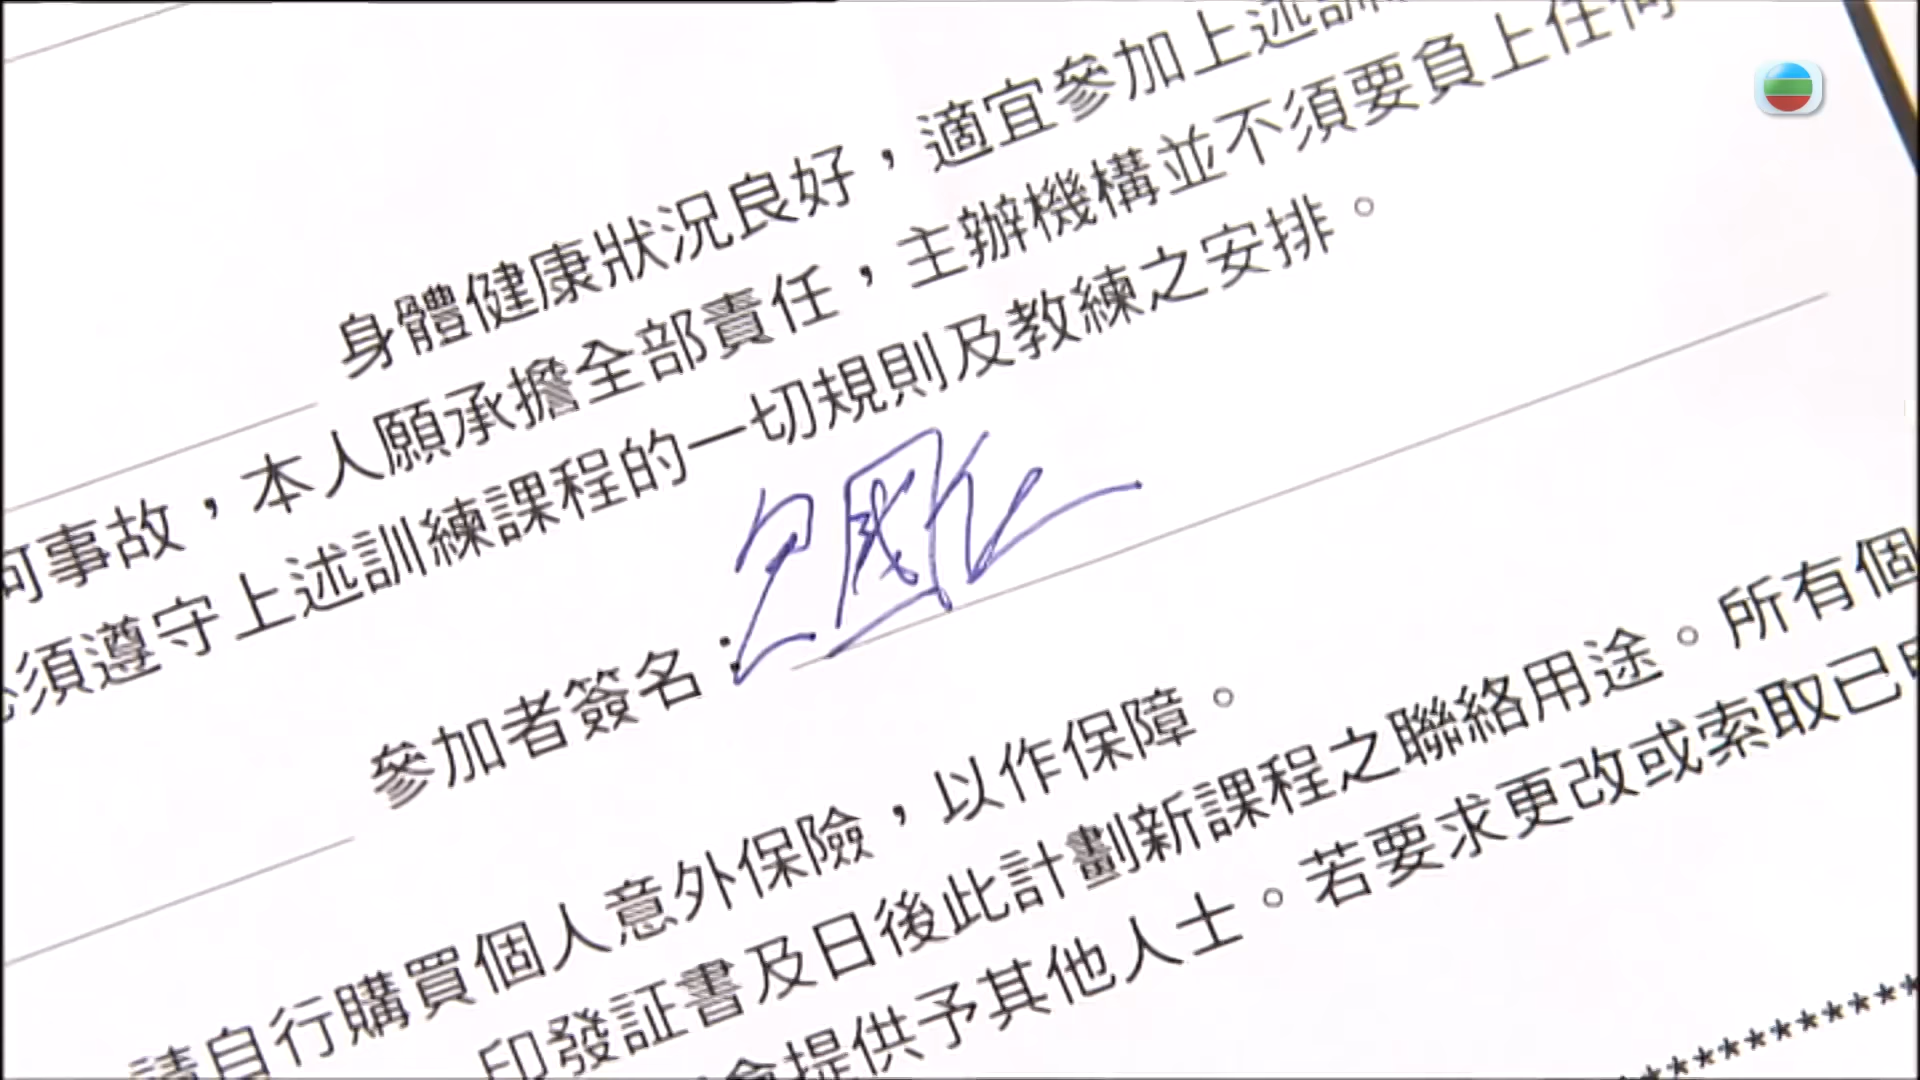 身體健康狀況良好，適宜參加上述訓
何事故，本人願承擔全部責任，主辦機構並不須要負上任何
必須遵守上述訓練課程的一切規則及教練之安排。
參加者簽名：
請自行購買個人意外保險，以作保障。
印發証書及日後此計劃新課程之聯絡用途。所有個
會提供予其他人士。若要求更改或索取己
********